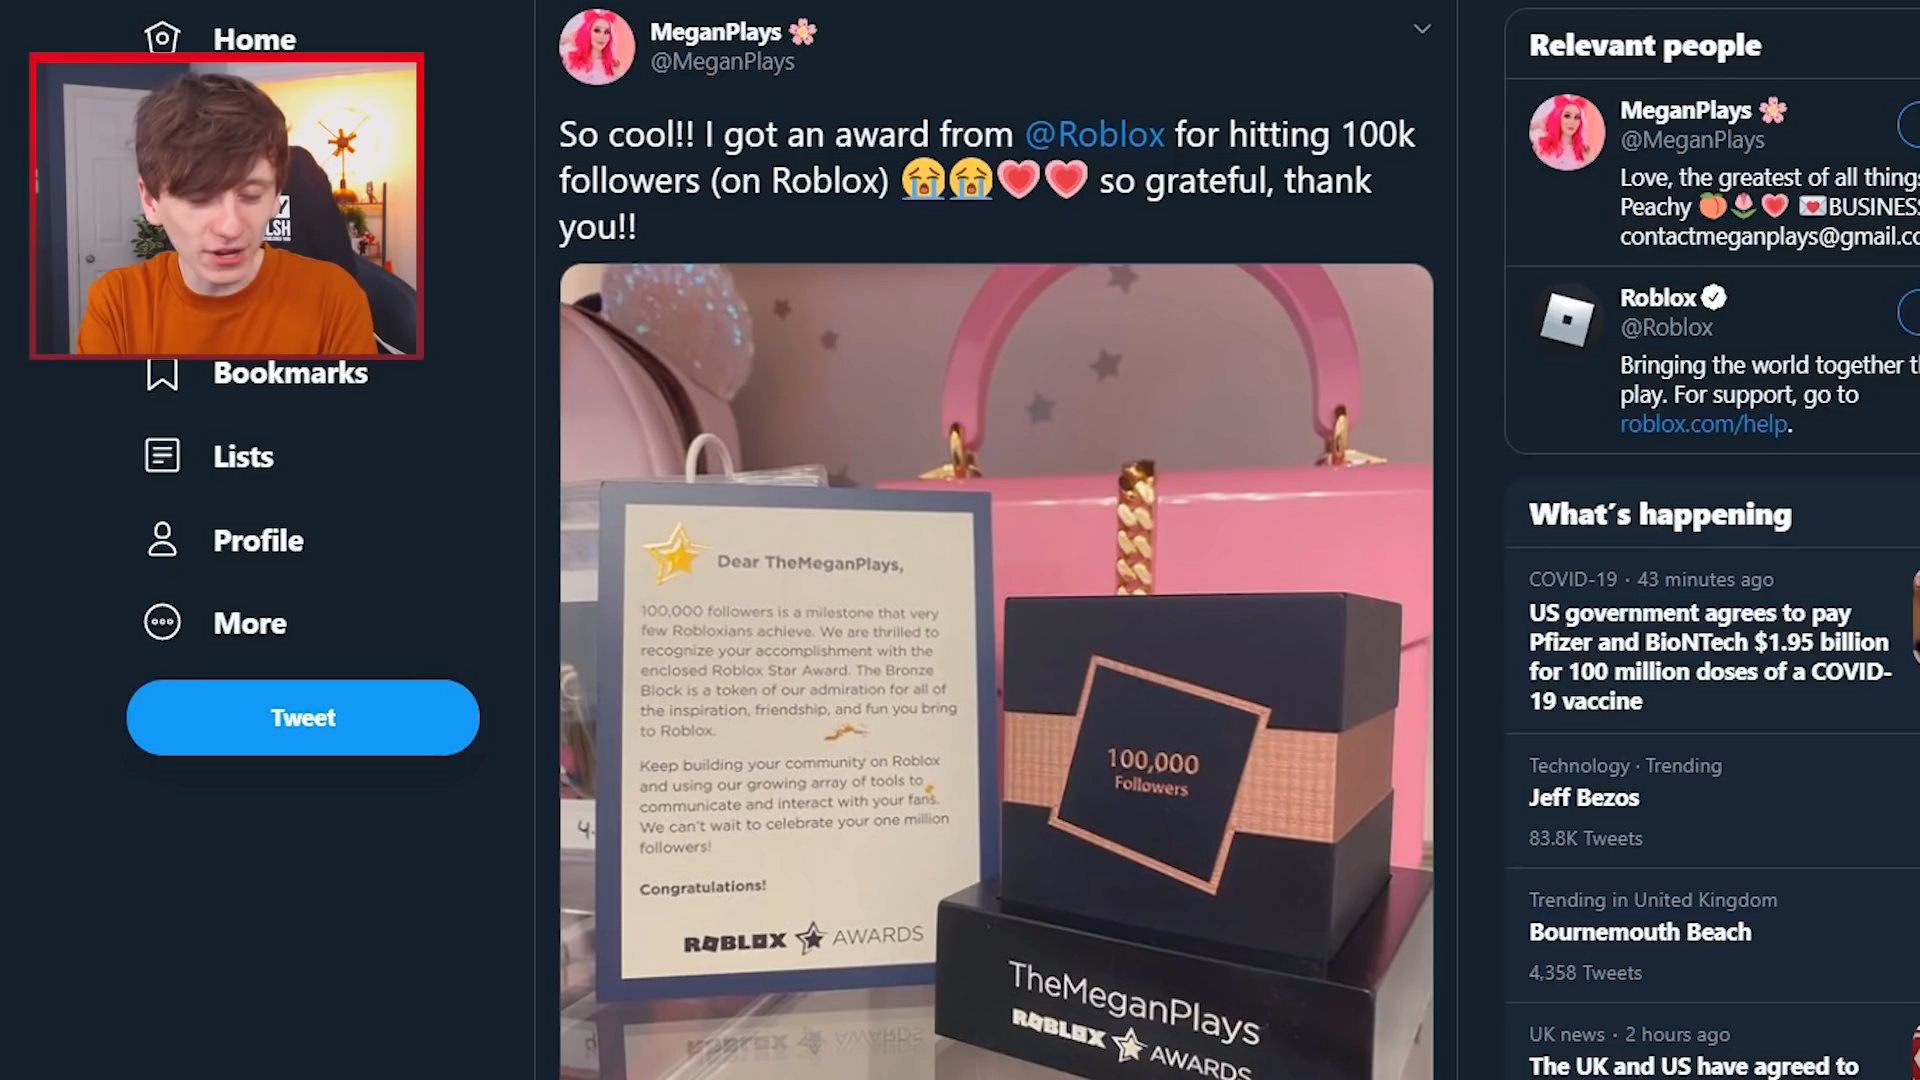 Home
Bookmarks
Lists
Profile
More
Tweet
LSH
MeganPlays 🌸
@MeganPlays
So cool!! I got an award from @Roblox for hitting 100k
followers (on Roblox) 😭😭❤️❤️ so grateful, thank
you!!
Dear TheMeganPlays,
100,000 followers is a milestone that very
few Robloxians achieve. We are thrilled to
recognize your accomplishment with the
enclosed Roblox Star Award. The Bronze
Block is a token of our admiration for all of
the inspiration, friendship, and fun you bring
to Roblox.
Keep building your community on Roblox
and using our growing array of tools to
communicate and interact with your fans.
We can't wait to celebrate your one million
followers!
Congratulations!
ROBLOX AWARDS
100,000
Followers
TheMeganPlays
ROBLOX AWARDS
4.
Relevant people
MeganPlays 🌸
@MeganPlays
Love, the greatest of all things
Peachy 🍑🌷❤️ 💌BUSINESS
contactmeganplays@gmail.co
Roblox
@Roblox
Bringing the world together th
play. For support, go to
roblox.com/help.
What's happening
COVID-19 · 43 minutes ago
US government agrees to pay
Pfizer and BioNTech $1.95 billion
for 100 million doses of a COVID-
19 vaccine
Technology · Trending
Jeff Bezos
83.8K Tweets
Trending in United Kingdom
Bournemouth Beach
4,358 Tweets
UK news · 2 hours ago
The UK and US have agreed to